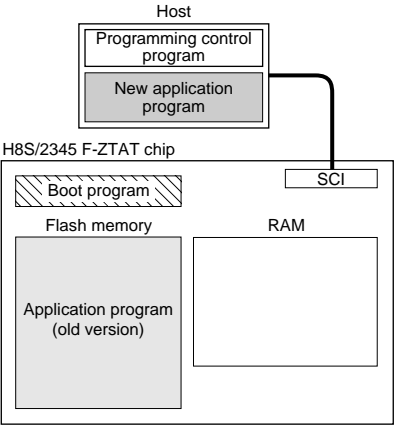 Host
Programming control
program
New application
program
H8S/2345 F-ZTAT chip
SCI
Boot program
Flash memory
RAM
Application program
(old version)